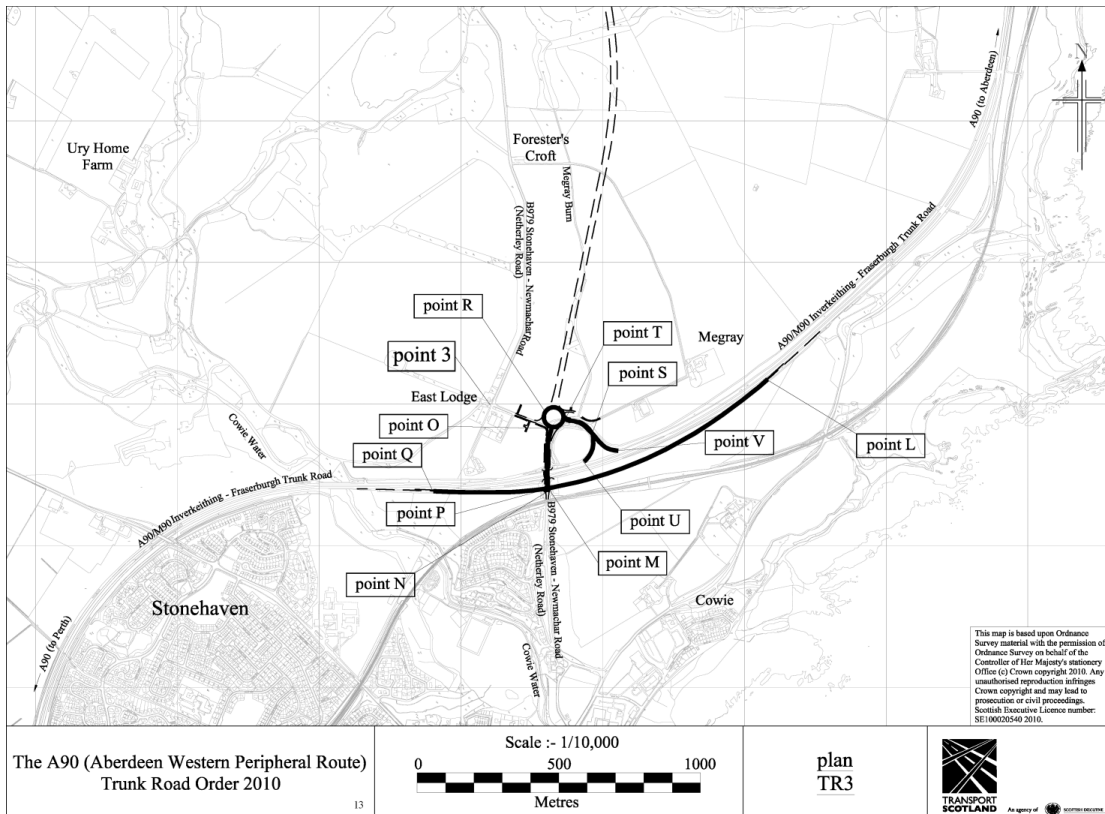 A90 (to Aberdeen)
N
Ury Home
Farm
Forester's
Croft
Megray Burn
B979 Stonehaven - Newmachar Road
(Netherley Road)
A90/M90 Inverkeithing - Fraserburgh Trunk Road
point R
point T
Megray
point 3
point S
East Lodge
point O
point V
point L
Cowie Water
point Q
A90/M90 Inverkeithing - Fraserburgh Trunk Road
point P
point U
B979 Stonehaven - Newmachar Road
(Netherley Road)
point M
point N
Stonehaven
Cowie
A90 (to Perth)
Cowie Water
This map is based upon Ordnance
Survey material with the permission of
Ordnance Survey on behalf of the
Controller of Her Majesty's stationery
Office (c) Crown copyright 2010. Any
unauthorised reproduction infringes
Crown copyright and may lead to
prosecution or civil proceedings.
Scottish Executive Licence number:
SE100020540 2010.
The A90 (Aberdeen Western Peripheral Route)
Trunk Road Order 2010
13
Scale :- 1/10,000
0 500 1000
Metres
plan
TR3
TRANSPORT
SCOTLAND
An agency of
SCOTTISH EXECUTIVE